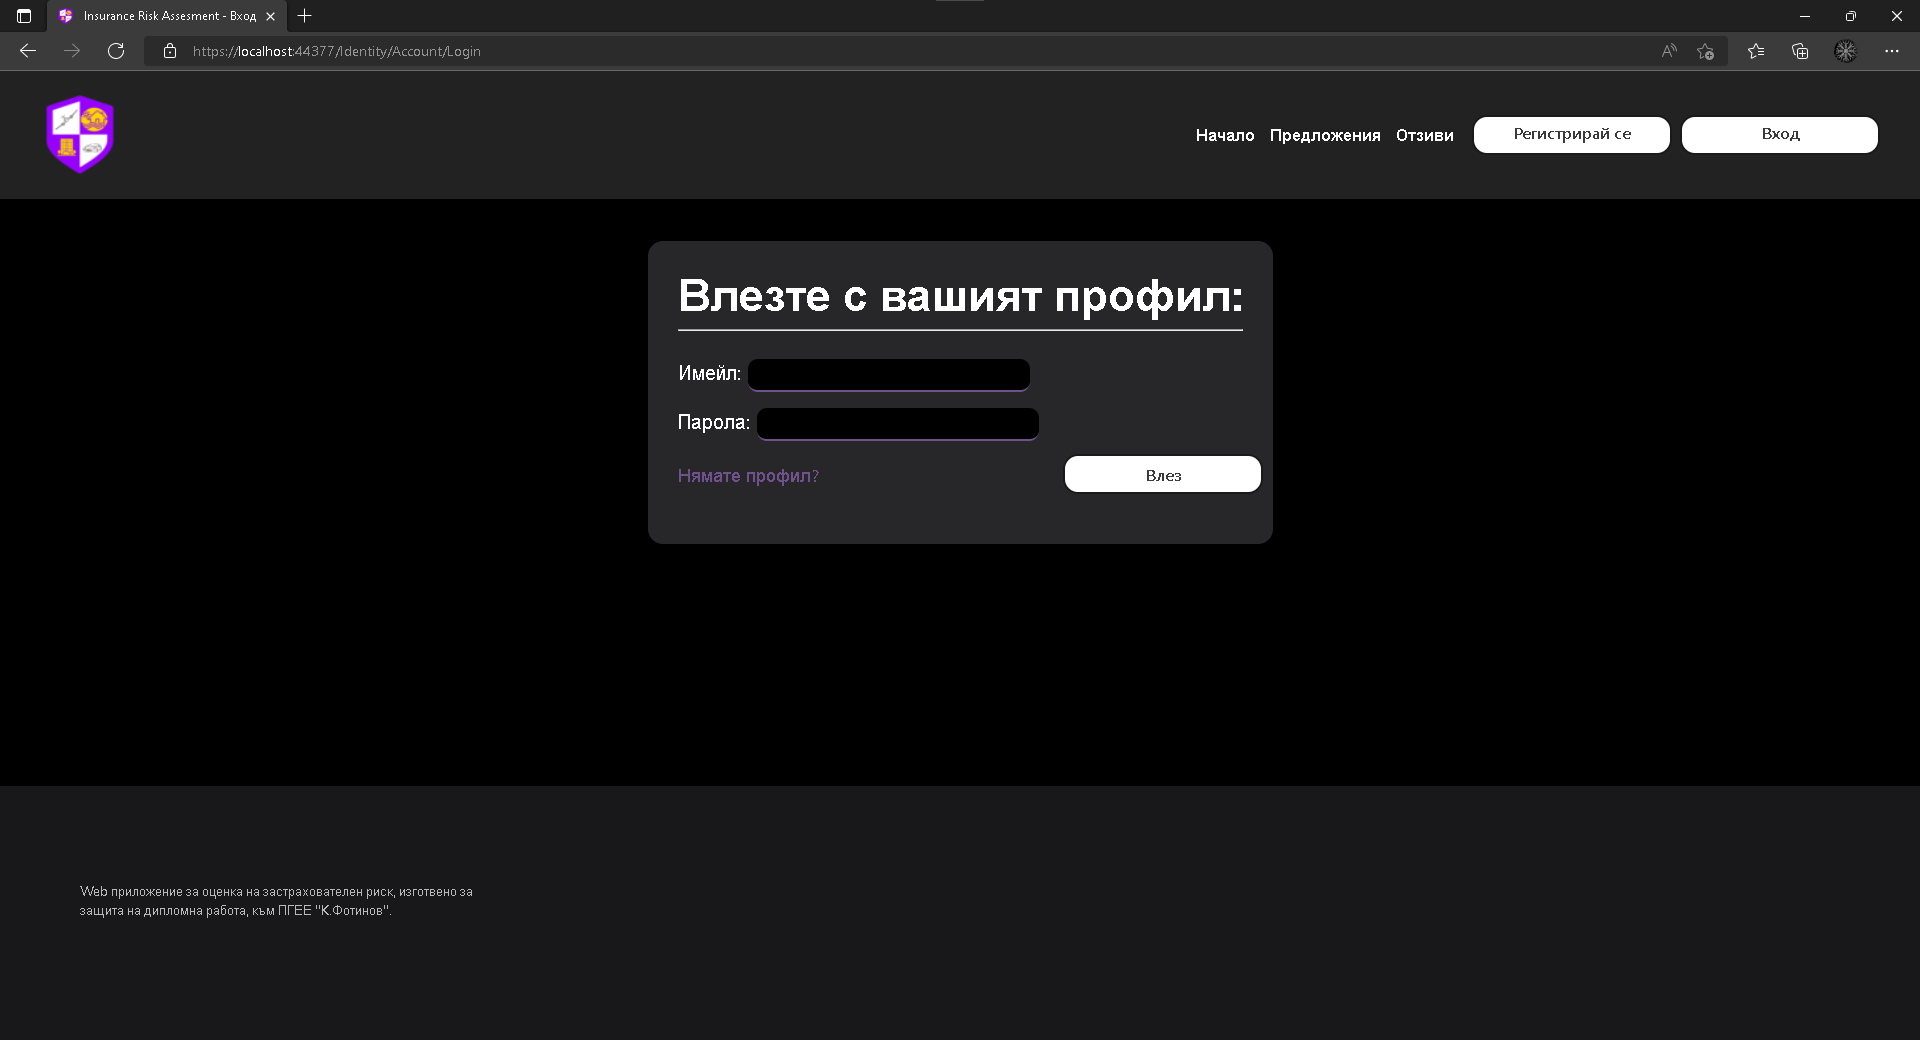 Insurance Risk Assesment - Вход
https://localhost:44377/Identity/Account/Login
Начало Предложения Отзиви Регистрирай се Вход
Влезте с вашият профил:
Имейл:
Парола:
Нямате профил? Влез
Web приложение за оценка на застрахователен риск, изготвено за
защита на дипломна работа, към ПГЕЕ "К.Фотинов".